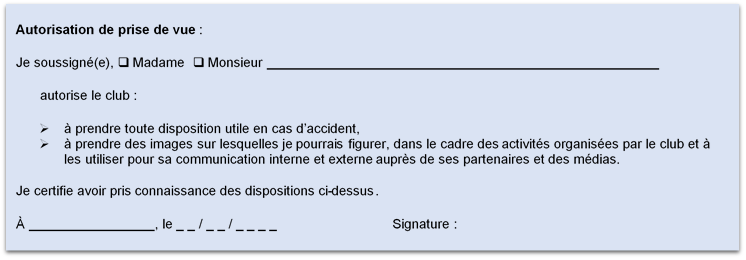 Autorisation de prise de vue :
Je soussigné(e), ❑ Madame ❑ Monsieur ______________________________
autorise le club :
➢ à prendre toute disposition utile en cas d’accident,
➢ à prendre des images sur lesquelles je pourrais figurer, dans le cadre des activités organisées par le club et à
les utiliser pour sa communication interne et externe auprès de ses partenaires et des médias.
Je certifie avoir pris connaissance des dispositions ci-dessus.
À __________________, le _ _ / _ _ / _ _ _ _ Signature :